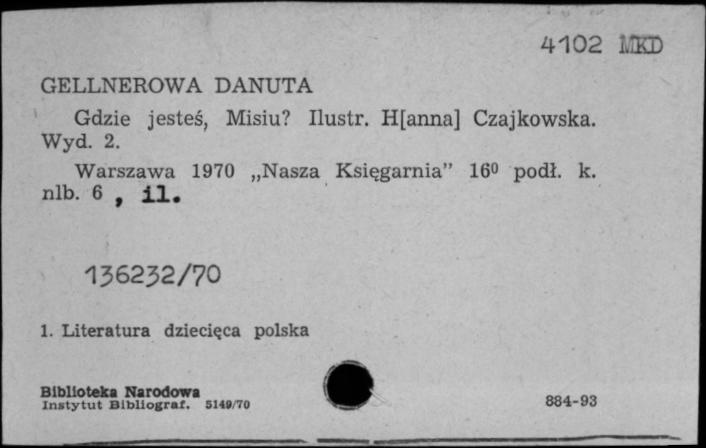 4102 MKD
GELLNEROWA DANUTA
Gdzie jesteś, Misiu? Ilustr. H[anna] Czajkowska.
Wyd. 2.
Warszawa 1970 „Nasza Księgarnia” 16⁰ podł. k.
nlb. 6 , il.
136232/70
1. Literatura dziecięca polska
Biblioteka Narodowa
Instytut Bibliograf. 5149/70
884-93